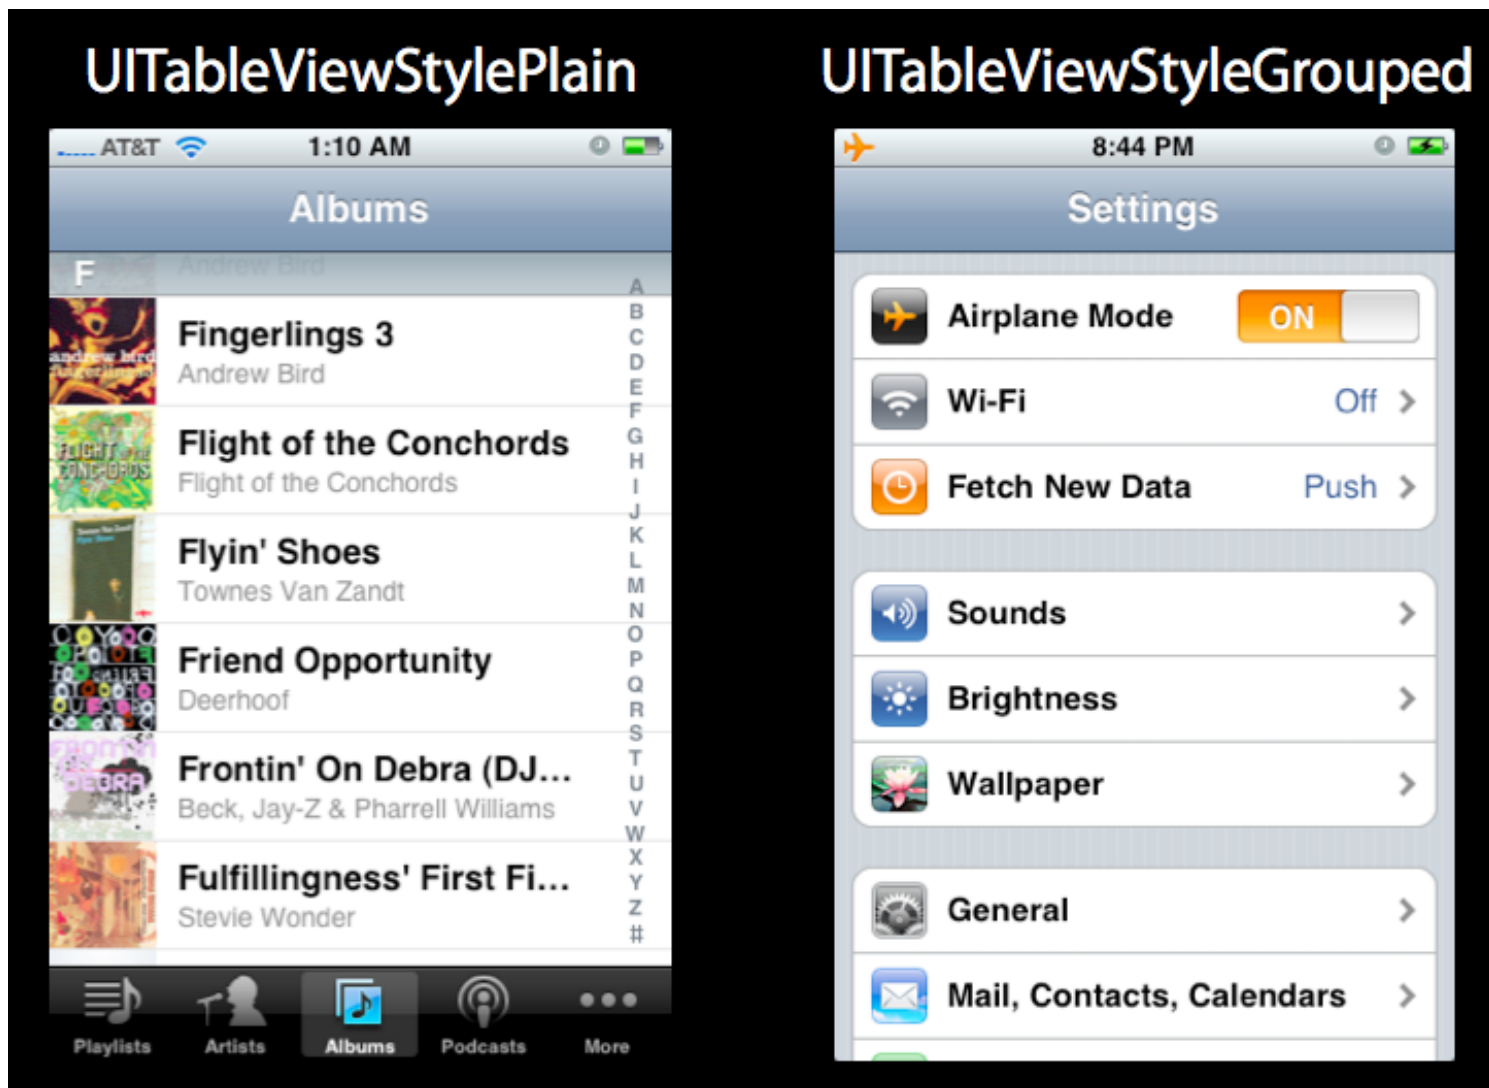 UITableViewStylePlain
AT&T 1:10 AM
Albums
F
Andrew Bird
Fingerlings 3
Andrew Bird
Flight of the Conchords
Flight of the Conchords
Flyin' Shoes
Townes Van Zandt
Friend Opportunity
Deerhoof
Frontin' On Debra (DJ...
Beck, Jay-Z & Pharrell Williams
Fulfillingness' First Fi...
Stevie Wonder
A
B
C
D
E
F
G
H
I
J
K
L
M
N
O
P
Q
R
S
T
U
V
W
X
Y
Z
#
Playlists
Artists
Albums
Podcasts
More
UITableViewStyleGrouped
8:44 PM
Settings
Airplane Mode ON
Wi-Fi Off
Fetch New Data Push
Sounds
Brightness
Wallpaper
General
Mail, Contacts, Calendars